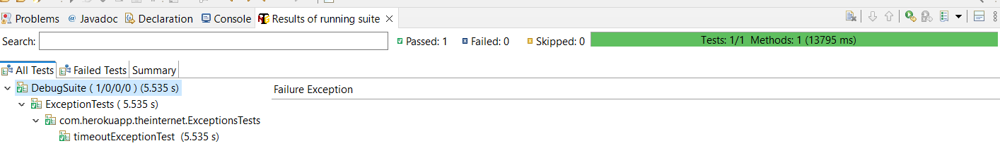 Problems @ Javadoc Declaration Console Results of running suite
Search: Passed: 1 Failed: 0 Skipped: 0 Tests: 1/1 Methods: 1 (13795 ms)
All Tests Failed Tests Summary
DebugSuite ( 1/0/0/0 ) (5.535 s) Failure Exception
ExceptionTests ( 5.535 s)
com.herokuapp.theinternet.ExceptionsTests
timeoutExceptionTest (5.535 s)